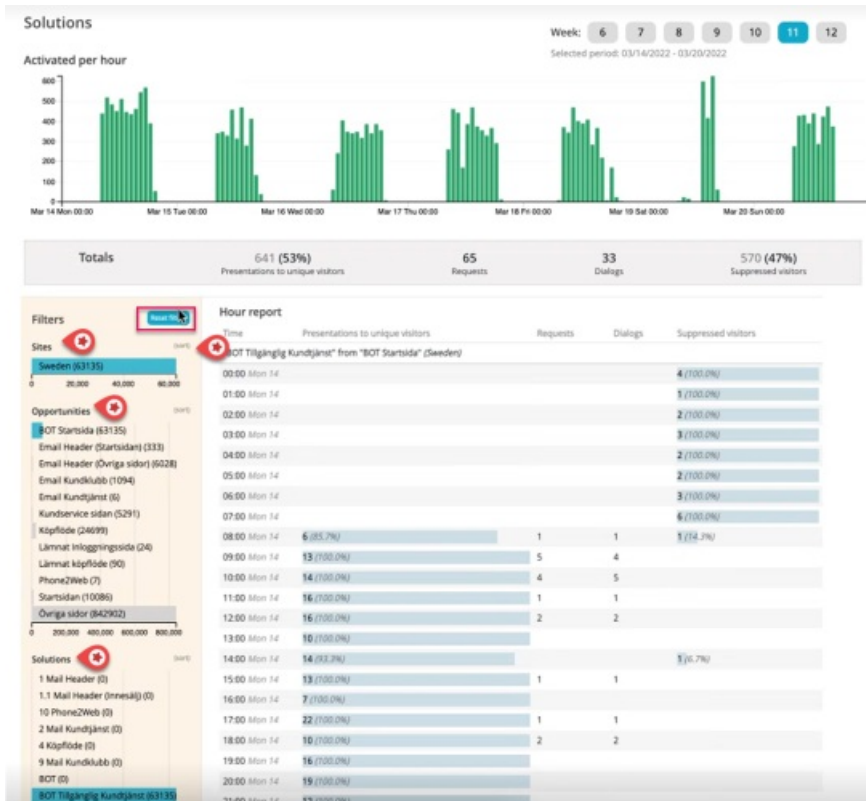 Solutions
Week: 6 7 8 9 10 11 12
Selected period: 03/14/2022 - 03/20/2022
Activated per hour
600
500
400
300
200
100
0
Mar 14 Mon 00:00 Mar 15 Tue 00:00 Mar 16 Wed 00:00 Mar 17 Thu 00:00 Mar 18 Fri 00:00 Mar 19 Sat 00:00 Mar 20 Sun 00:00
Totals 641 (53%) 65 33 570 (47%)
Presentations to unique visitors Requests Dialogs Suppressed visitors
Filters
Reset
Sites (sort)
Sweden (63135)
0 20,000 40,000 60,000
Opportunities (sort)
BOT Startsida (63135)
Email Header (Startsidan) (333)
Email Header (Övriga sidor) (6028)
Email Kundklubb (1094)
Email Kundtjänst (6)
Kundservice sidan (5291)
Köpflöde (24699)
Lämnat Inloggningssida (24)
Lämnat köpflöde (90)
Phone2Web (7)
Startsidan (10086)
Övriga sidor (842902)
0 200,000 400,000 600,000 800,000
Solutions (sort)
1 Mail Header (0)
1.1 Mail Header (Innesälj) (0)
10 Phone2Web (0)
2 Mail Kundtjänst (0)
4 Köpflöde (0)
9 Mail Kundklubb (0)
BOT (0)
BOT Tillgänglig Kundtjänst (63135)
Hour report
Time Presentations to unique visitors Requests Dialogs Suppressed visitors
BOT Tillgänglig Kundtjänst" from "BOT Startsida" (Sweden)
00:00 Mon 14 4 (100.0%)
01:00 Mon 14 1 (100.0%)
02:00 Mon 14 2 (100.0%)
03:00 Mon 14 3 (100.0%)
04:00 Mon 14 2 (100.0%)
05:00 Mon 14 2 (100.0%)
06:00 Mon 14 3 (100.0%)
07:00 Mon 14 6 (100.0%)
08:00 Mon 14 6 (85.7%) 1 1 1 (14.3%)
09:00 Mon 14 13 (100.0%) 5 4
10:00 Mon 14 14 (100.0%) 4 5
11:00 Mon 14 16 (100.0%) 1 1
12:00 Mon 14 16 (100.0%) 2 2
13:00 Mon 14 10 (100.0%)
14:00 Mon 14 14 (93.3%) 1 (6.7%)
15:00 Mon 14 13 (100.0%) 1 1
16:00 Mon 14 7 (100.0%)
17:00 Mon 14 22 (100.0%) 1 1
18:00 Mon 14 10 (100.0%) 2 2
19:00 Mon 14 16 (100.0%)
20:00 Mon 14 19 (100.0%)